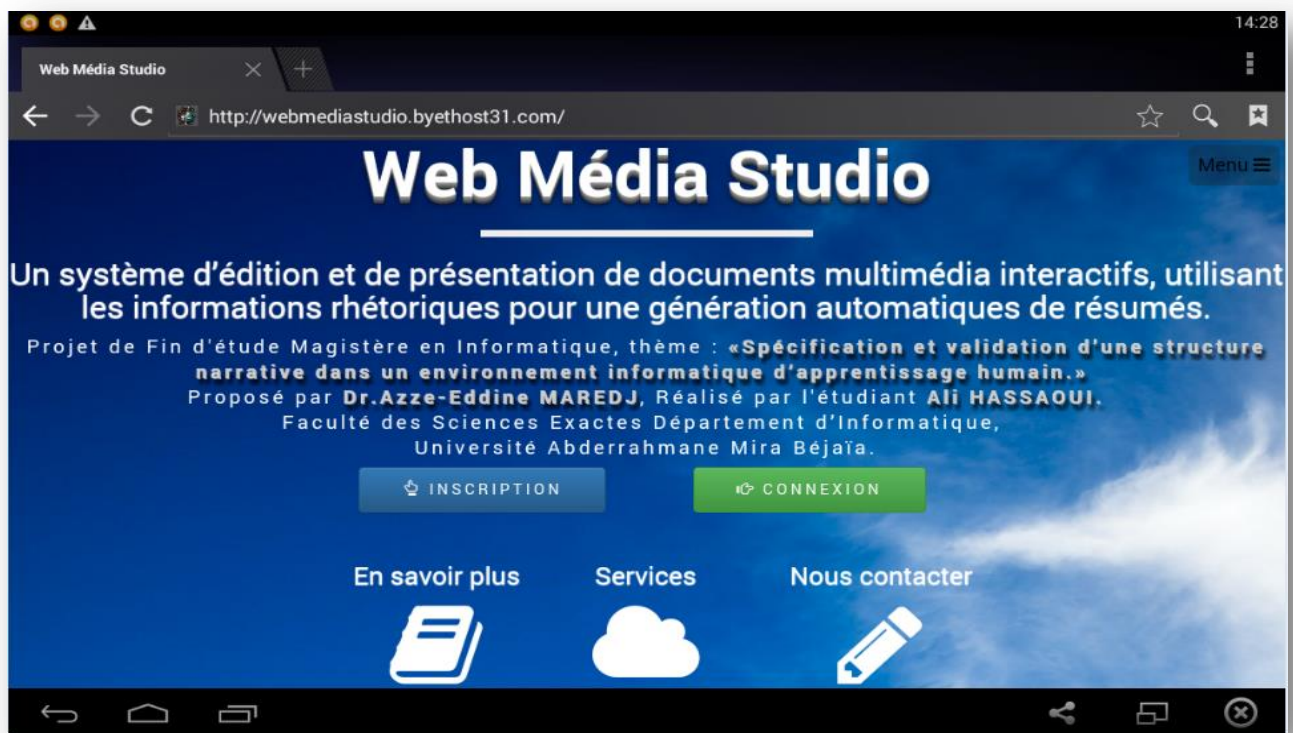 14:28
Web Média Studio
http://webmediastudio.byethost31.com/
Menu
Web Média Studio
Un système d'édition et de présentation de documents multimédia interactifs, utilisant
les informations rhétoriques pour une génération automatiques de résumés.
Projet de Fin d'étude Magistère en Informatique, thème : «Spécification et validation d'une structure
narrative dans un environnement informatique d'apprentissage humain.»
Proposé par Dr.Azze-Eddine MAREDJ, Réalisé par l'étudiant Ali HASSAOUI.
Faculté des Sciences Exactes Département d'Informatique,
Université Abderrahmane Mira Béjaïa.
INSCRIPTION CONNEXION
En savoir plus Services Nous contacter